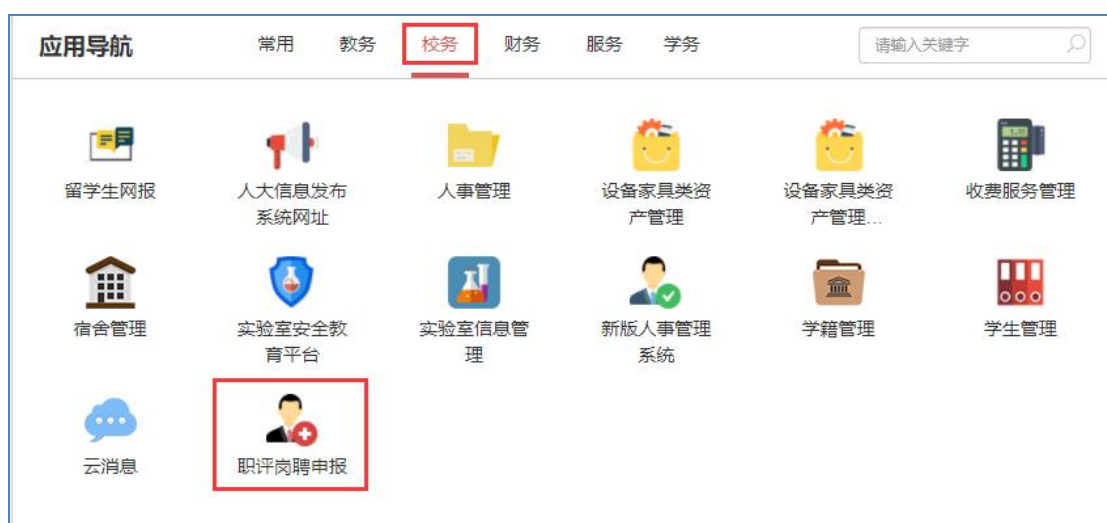 应用导航 常用 教务 校务 财务 服务 学务 请输入关键字
留学生网报 人大信息发布 人事管理 设备家具类资 设备家具类资 收费服务管理
系统网址 产管理 产管理...
宿舍管理 实验室安全教 实验室信息管 新版人事管理 学籍管理 学生管理
育平台 理 系统
云消息 职评岗聘申报